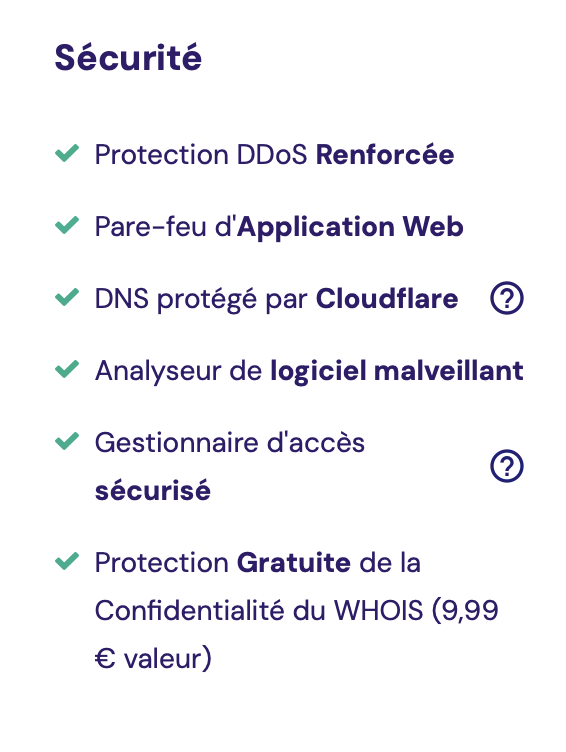 Sécurité
Protection DDoS Renforcée
Pare-feu d'Application Web
DNS protégé par Cloudflare
Analyseur de logiciel malveillant
Gestionnaire d'accès
sécurisé
Protection Gratuite de la
Confidentialité du WHOIS (9,99
€ valeur)